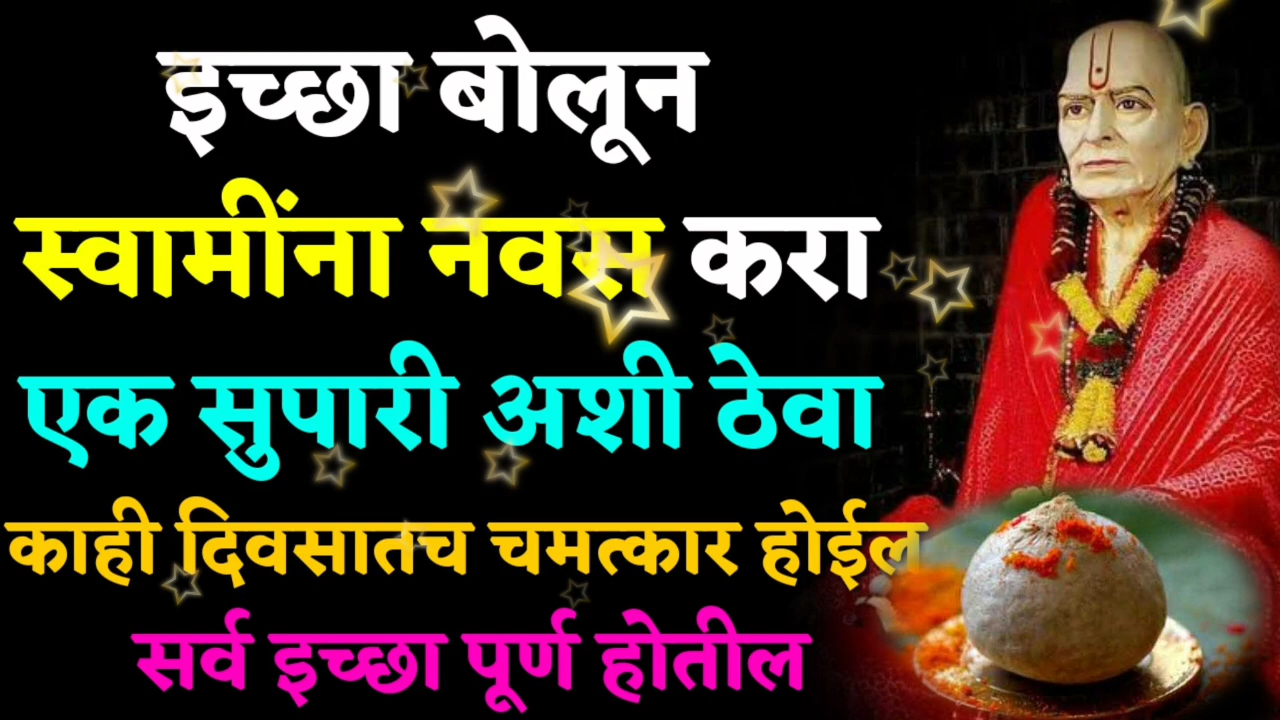 इच्छा बोलून
स्वामींना नवस करा
एक सुपारी अशी ठेवा
काही दिवसातच चमत्कार होईल
सर्व इच्छा पूर्ण होतील